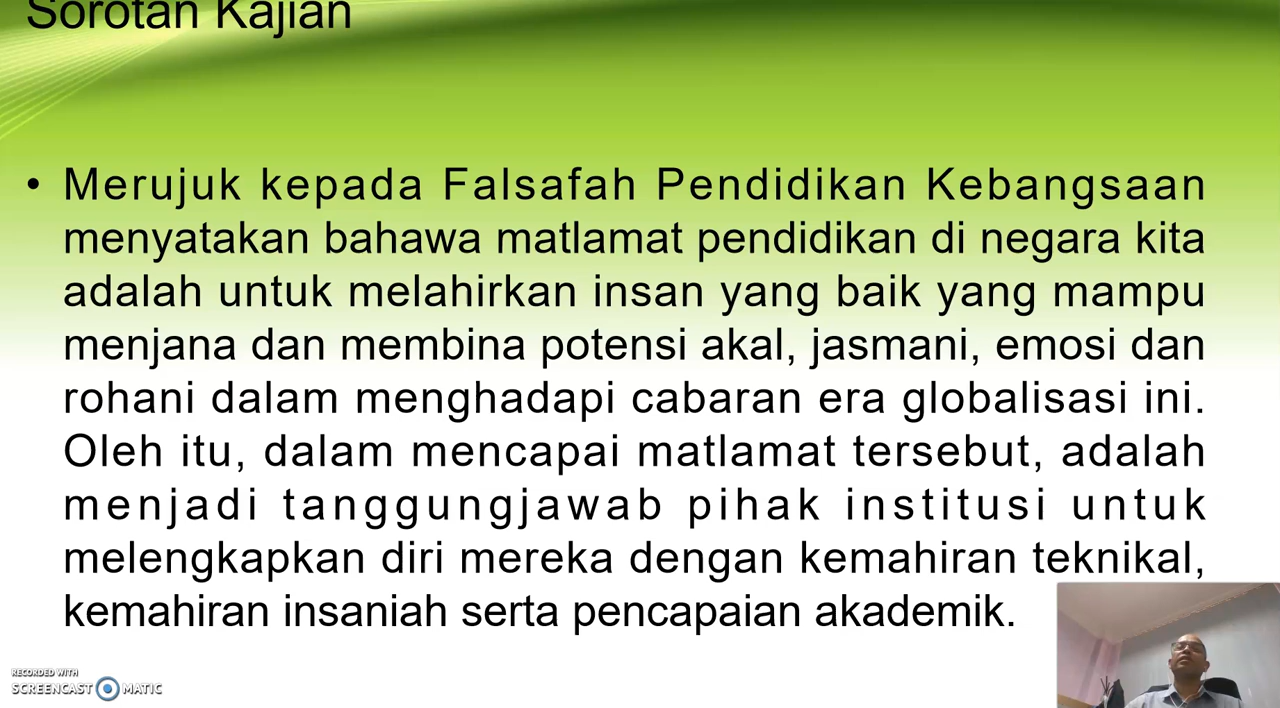 Sorotan Kajian
• Merujuk kepada Falsafah Pendidikan Kebangsaan
menyatakan bahawa matlamat pendidikan di negara kita
adalah untuk melahirkan insan yang baik yang mampu
menjana dan membina potensi akal, jasmani, emosi dan
rohani dalam menghadapi cabaran era globalisasi ini.
Oleh itu, dalam mencapai matlamat tersebut, adalah
menjadi tanggungjawab pihak institusi untuk
melengkapkan diri mereka dengan kemahiran teknikal,
kemahiran insaniah serta pencapaian akademik.
RECORDED WITH
SCREENCAST MATIC